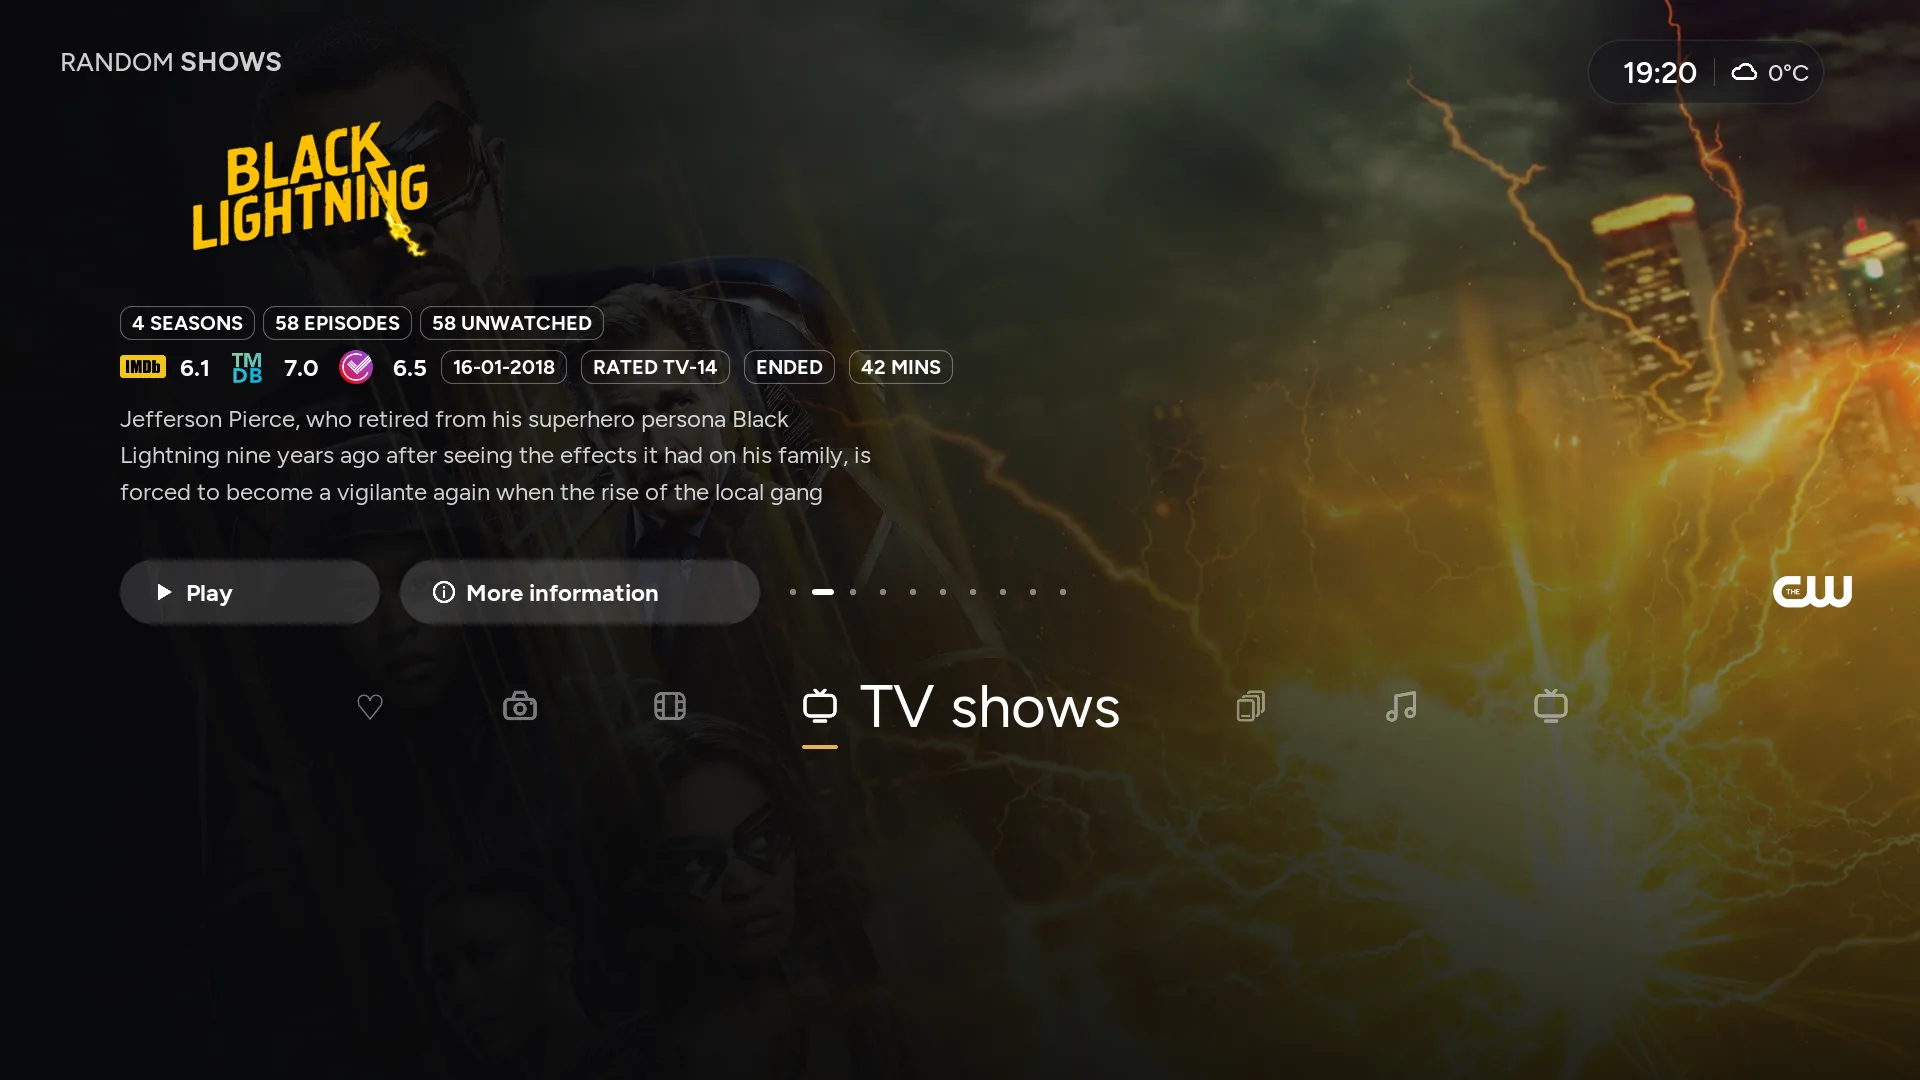 RANDOM SHOWS
19:20 0°C
BLACK
LIGHTNING
4 SEASONS 58 EPISODES 58 UNWATCHED
IMDb 6.1 TMDB 7.0 6.5 16-01-2018 RATED TV-14 ENDED 42 MINS
Jefferson Pierce, who retired from his superhero persona Black
Lightning nine years ago after seeing the effects it had on his family, is
forced to become a vigilante again when the rise of the local gang
Play More information THE CW
TV shows